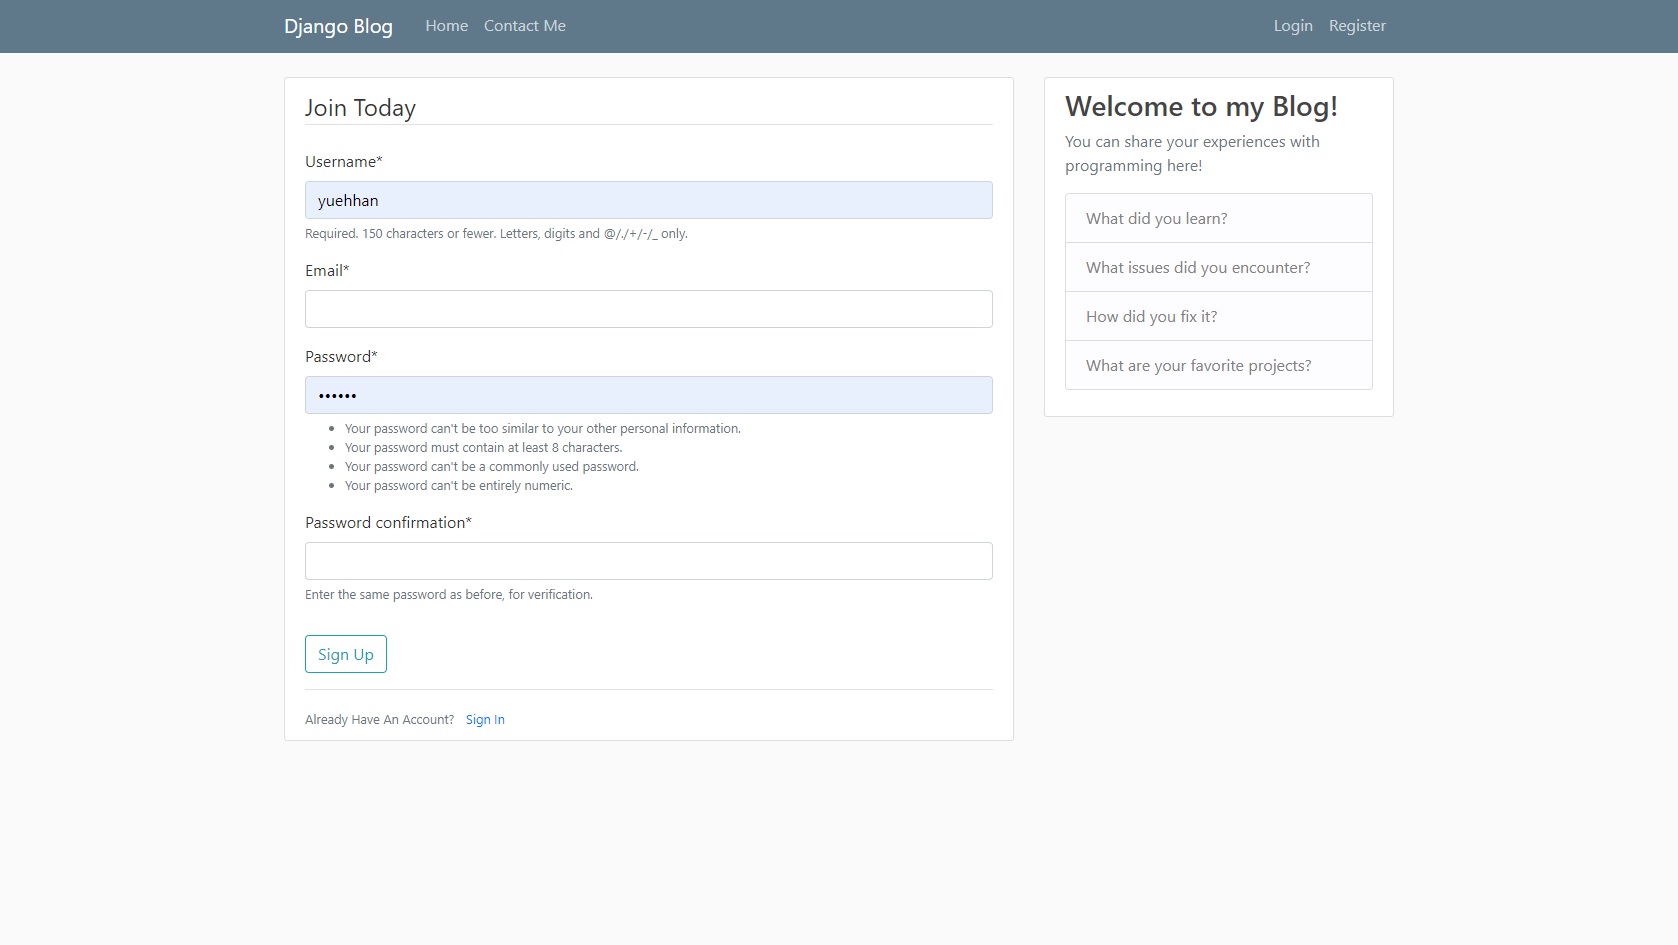 Django Blog Home Contact Me Login Register
Join Today
Username*
yuehhan
Required. 150 characters or fewer. Letters, digits and @/./+/-/_ only.
Email*
Password*
••••••
Your password can't be too similar to your other personal information.
Your password must contain at least 8 characters.
Your password can't be a commonly used password.
Your password can't be entirely numeric.
Password confirmation*
Enter the same password as before, for verification.
Sign Up
Already Have An Account? Sign In
Welcome to my Blog!
You can share your experiences with
programming here!
What did you learn?
What issues did you encounter?
How did you fix it?
What are your favorite projects?